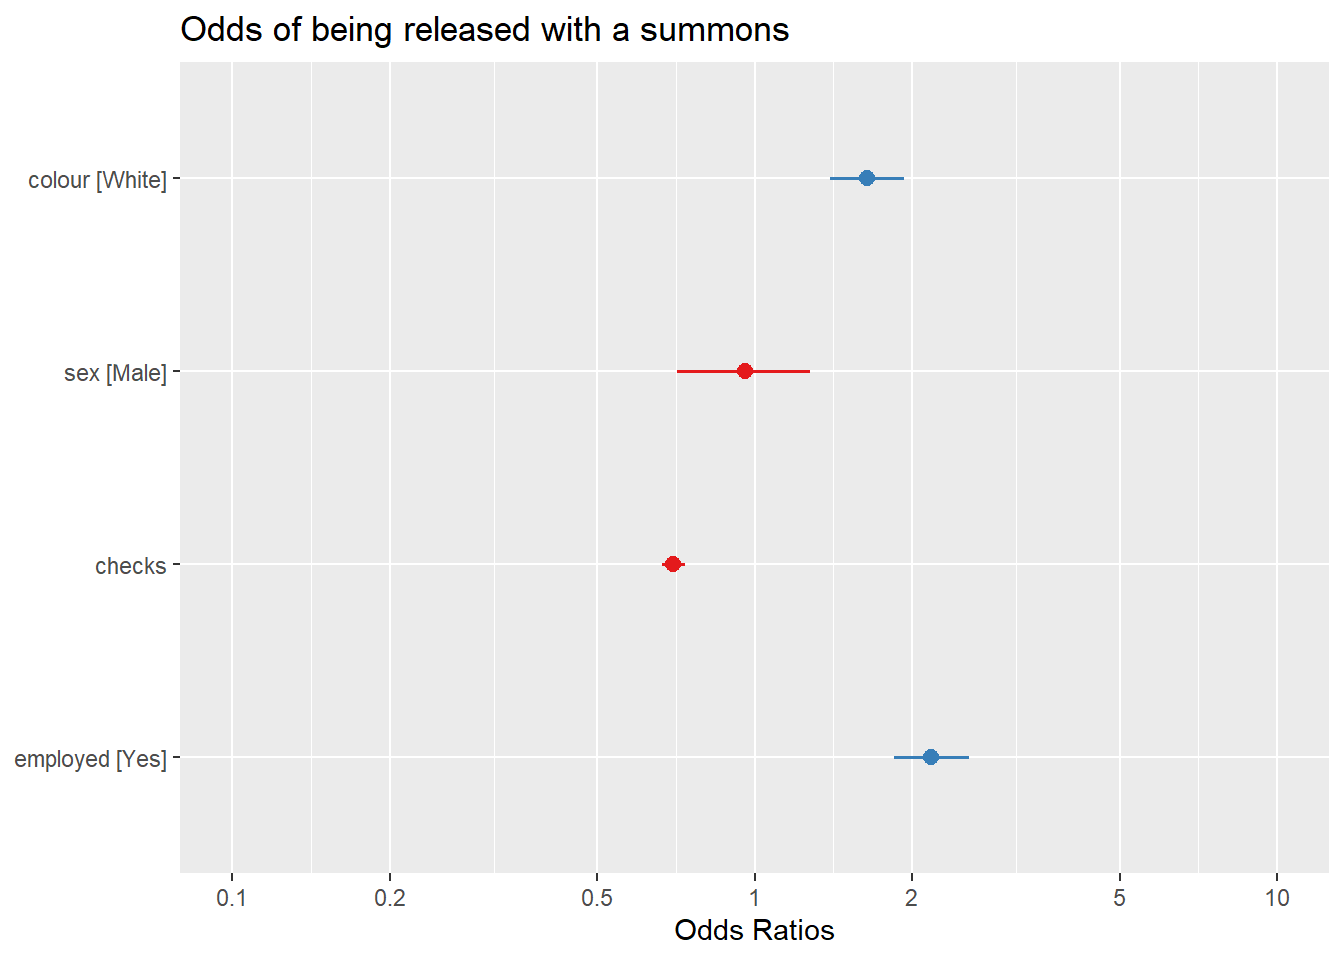 Odds of being released with a summons
colour [White]
sex [Male]
checks
employed [Yes]
0.1 0.2 0.5 1 2 5 10
Odds Ratios